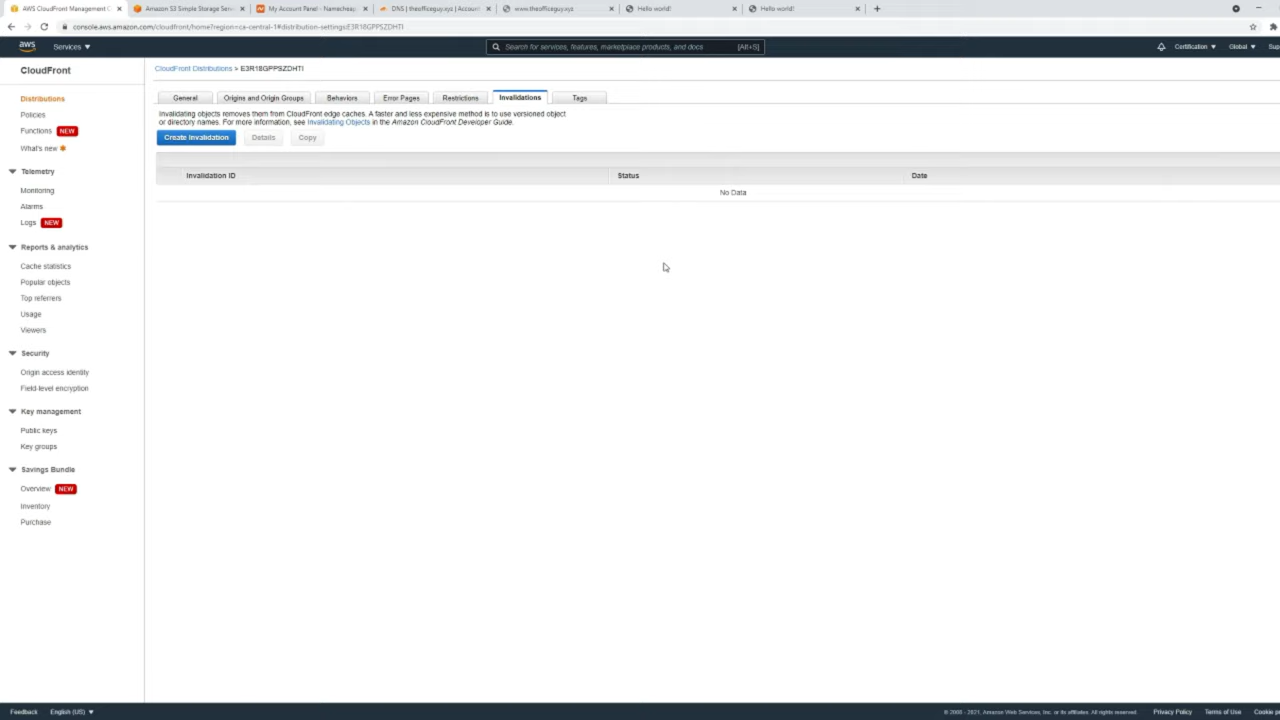 AWS CloudFront Management C
Amazon S3 Simple Storage Serv
My Account Panel - Namecheap
DNS | theofficeguy.xyz | Account
www.theofficeguy.xyz
Hello world!
Hello world!
console.aws.amazon.com/cloudfront/home?region=ca-central-1#distribution-settings:E3R18GPPSZDHTI
aws
Services
Search for services, features, marketplace products, and docs
[Alt+S]
Certification
Global
Sup
CloudFront
Distributions
Policies
Functions NEW
What's new
Telemetry
Monitoring
Alarms
Logs NEW
Reports & analytics
Cache statistics
Popular objects
Top referrers
Usage
Viewers
Security
Origin access identity
Field-level encryption
Key management
Public keys
Key groups
Savings Bundle
Overview NEW
Inventory
Purchase
CloudFront Distributions > E3R18GPPSZDHTI
General
Origins and Origin Groups
Behaviors
Error Pages
Restrictions
Invalidations
Tags
Invalidating objects removes them from CloudFront edge caches. A faster and less expensive method is to use versioned object
or directory names. For more information, see Invalidating Objects in the Amazon CloudFront Developer Guide.
Create Invalidation
Details
Copy
Invalidation ID
Status
Date
No Data
Feedback
English (US)
© 2008 - 2021, Amazon Web Services, Inc. or its affiliates. All rights reserved.
Privacy Policy
Terms of Use
Cookie p